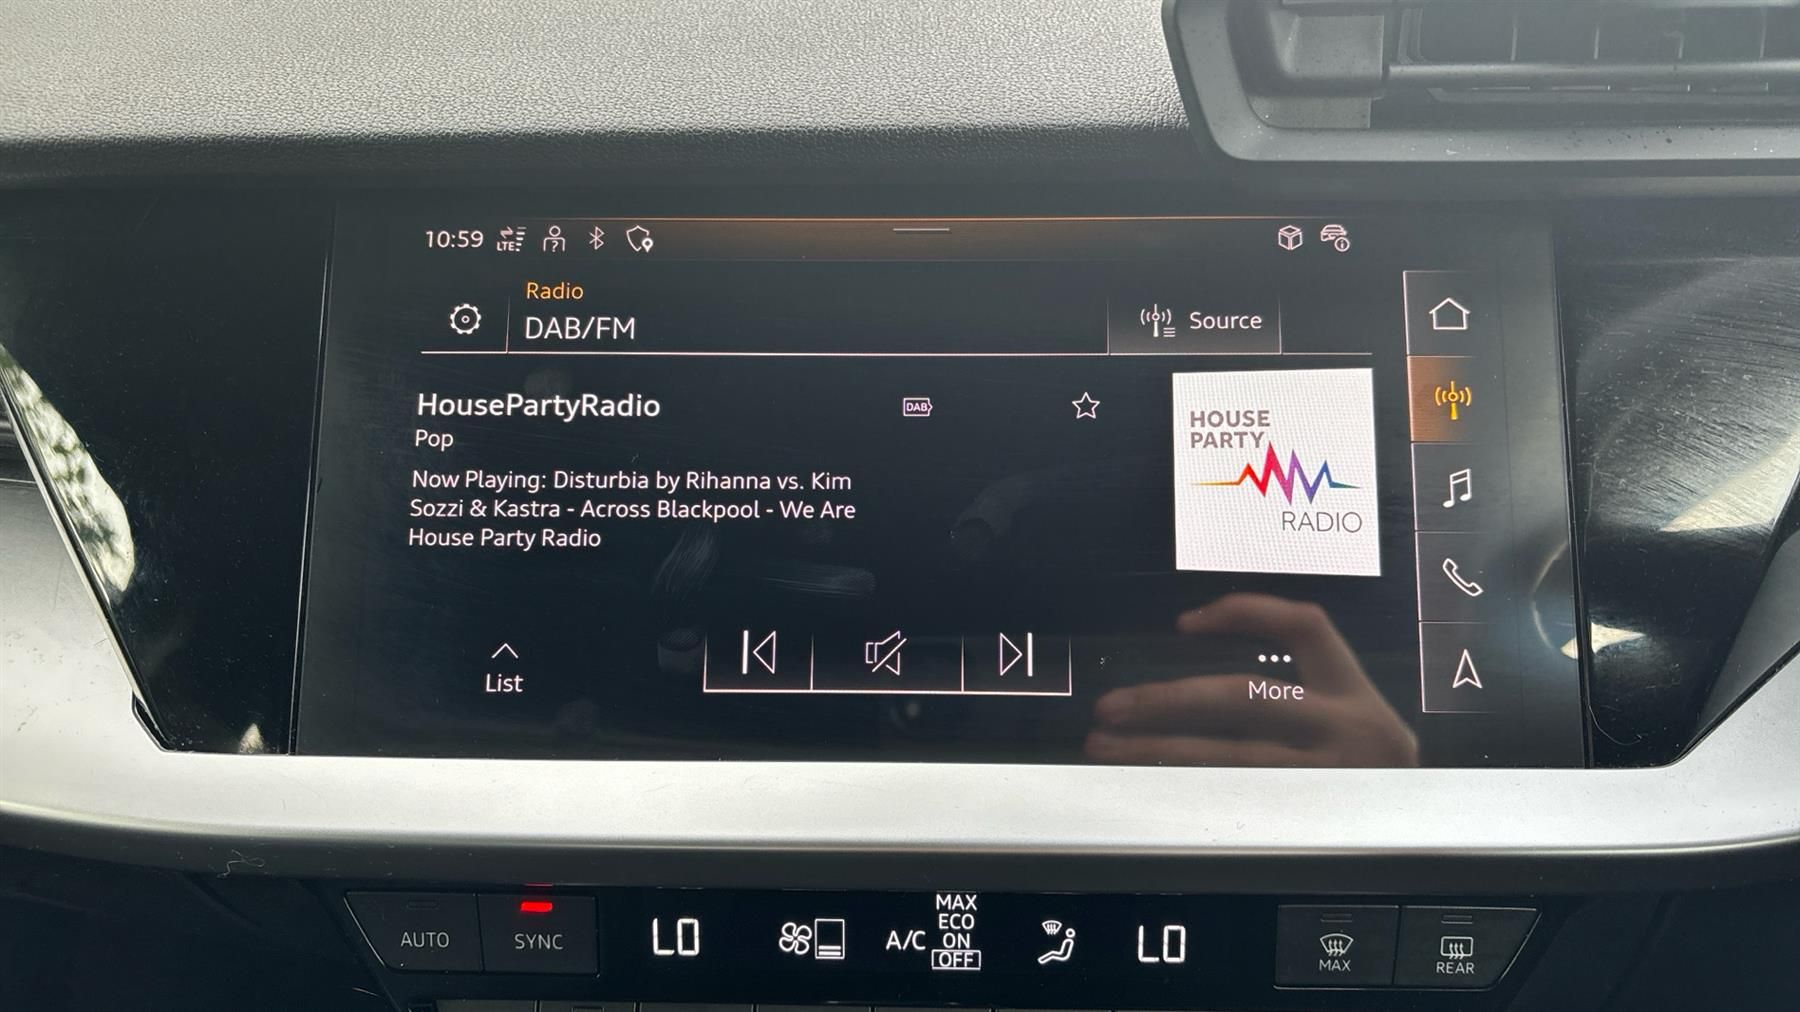 10:59 LTE
Radio
DAB/FM
Source
HousePartyRadio
DAB
Pop
Now Playing: Disturbia by Rihanna vs. Kim
Sozzi & Kastra - Across Blackpool - We Are
House Party Radio
HOUSE
PARTY
RADIO
List
More
AUTO
SYNC
LO
A/C
MAX
ECO
ON
OFF
LO
MAX
REAR